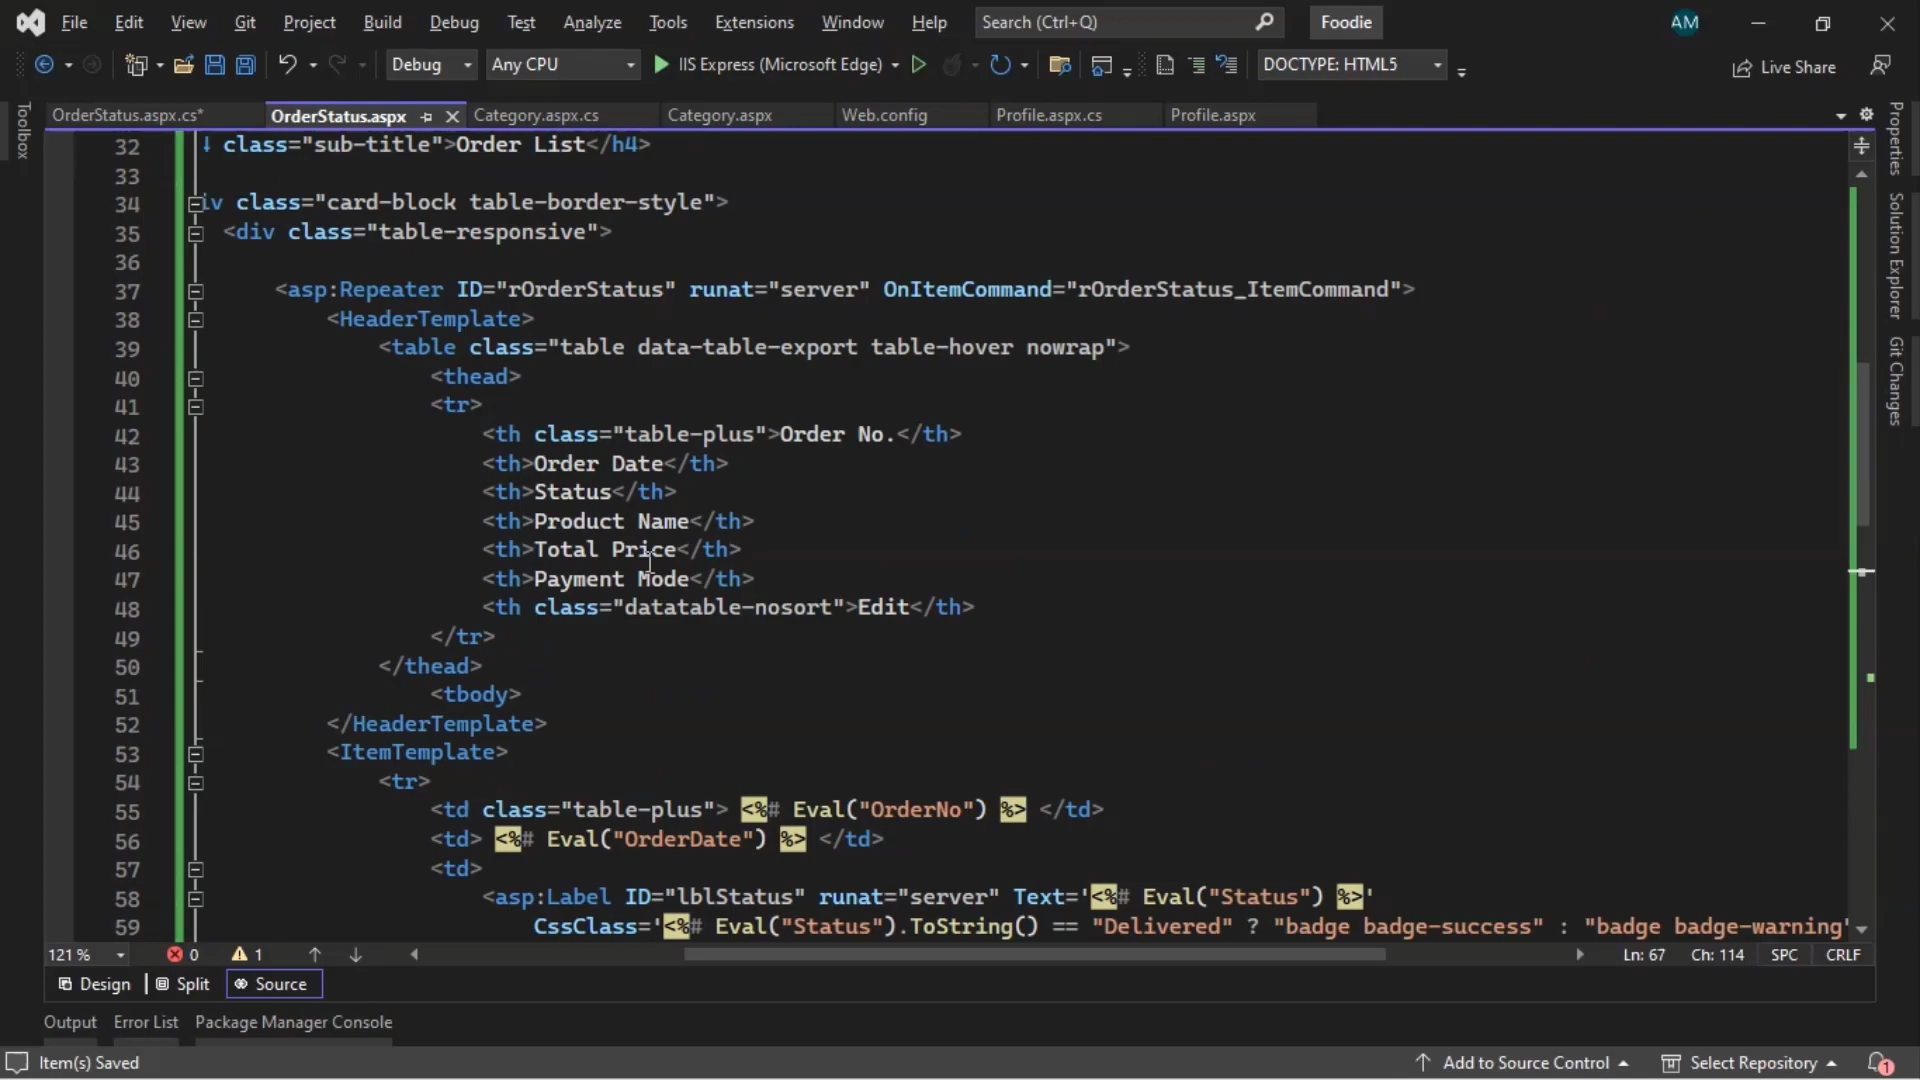 File Edit View Git Project Build Debug Test Analyze Tools Extensions Window Help Search (Ctrl+Q) Foodie AM
Debug Any CPU IIS Express (Microsoft Edge) DOCTYPE: HTML5 Live Share
Toolbox
OrderStatus.aspx.cs* OrderStatus.aspx Category.aspx.cs Category.aspx Web.config Profile.aspx.cs Profile.aspx
Properties
Solution Explorer
Git Changes
32 class="sub-title">Order List</h4>
33
34 iv class="card-block table-border-style">
35 <div class="table-responsive">
36
37 <asp:Repeater ID="rOrderStatus" runat="server" OnItemCommand="rOrderStatus_ItemCommand">
38 <HeaderTemplate>
39 <table class="table data-table-export table-hover nowrap">
40 <thead>
41 <tr>
42 <th class="table-plus">Order No.</th>
43 <th>Order Date</th>
44 <th>Status</th>
45 <th>Product Name</th>
46 <th>Total Price</th>
47 <th>Payment Mode</th>
48 <th class="datatable-nosort">Edit</th>
49 </tr>
50 </thead>
51 <tbody>
52 </HeaderTemplate>
53 <ItemTemplate>
54 <tr>
55 <td class="table-plus"> <%# Eval("OrderNo") %> </td>
56 <td> <%# Eval("OrderDate") %> </td>
57 <td>
58 <asp:Label ID="lblStatus" runat="server" Text='<%# Eval("Status") %>'
59 CssClass='<%# Eval("Status").ToString() == "Delivered" ? "badge badge-success" : "badge badge-warning"
121 % 0 1 Ln: 67 Ch: 114 SPC CRLF
Design Split Source
Output Error List Package Manager Console
Item(s) Saved Add to Source Control Select Repository 1